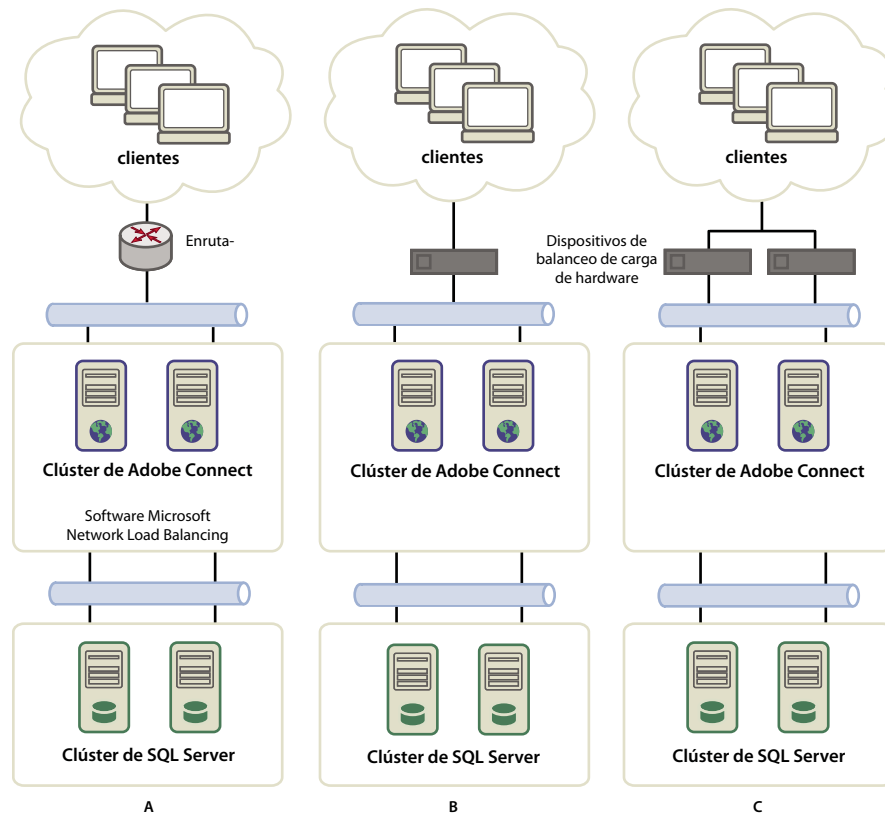 clientes
Enruta-
Clúster de Adobe Connect
Software Microsoft
Network Load Balancing
Clúster de SQL Server
A
clientes
Clúster de Adobe Connect
Clúster de SQL Server
B
clientes
Dispositivos de
balanceo de carga
de hardware
Clúster de Adobe Connect
Clúster de SQL Server
C